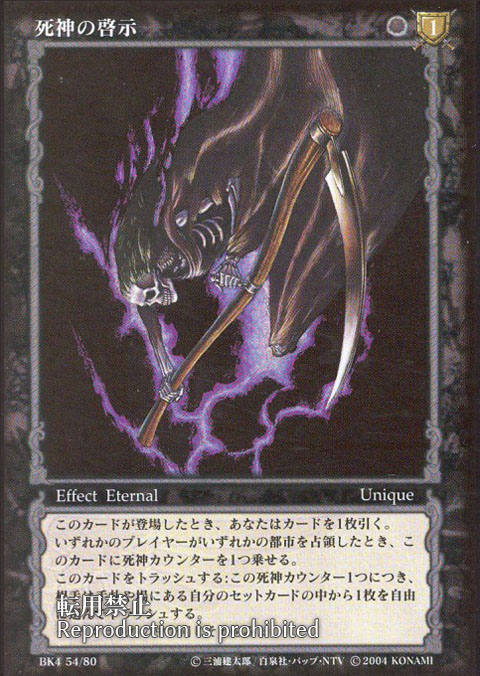 死神の啓示
1
Effect Eternal Unique
このカードが登場したとき、あなたはカードを1枚引く。
いずれかのプレイヤーがいずれかの都市を占領したとき、こ
のカードに死神カウンターを1つ乗せる。
このカードをトラッシュする:この死神カウンター1つにつき、
にある自分のセットカードの中から1枚を自由
する。
転用禁止
Reproduction is prohibited
BK4 54/80 ©三浦建太郎/白泉社・バップ・NTV ©2004 KONAMI